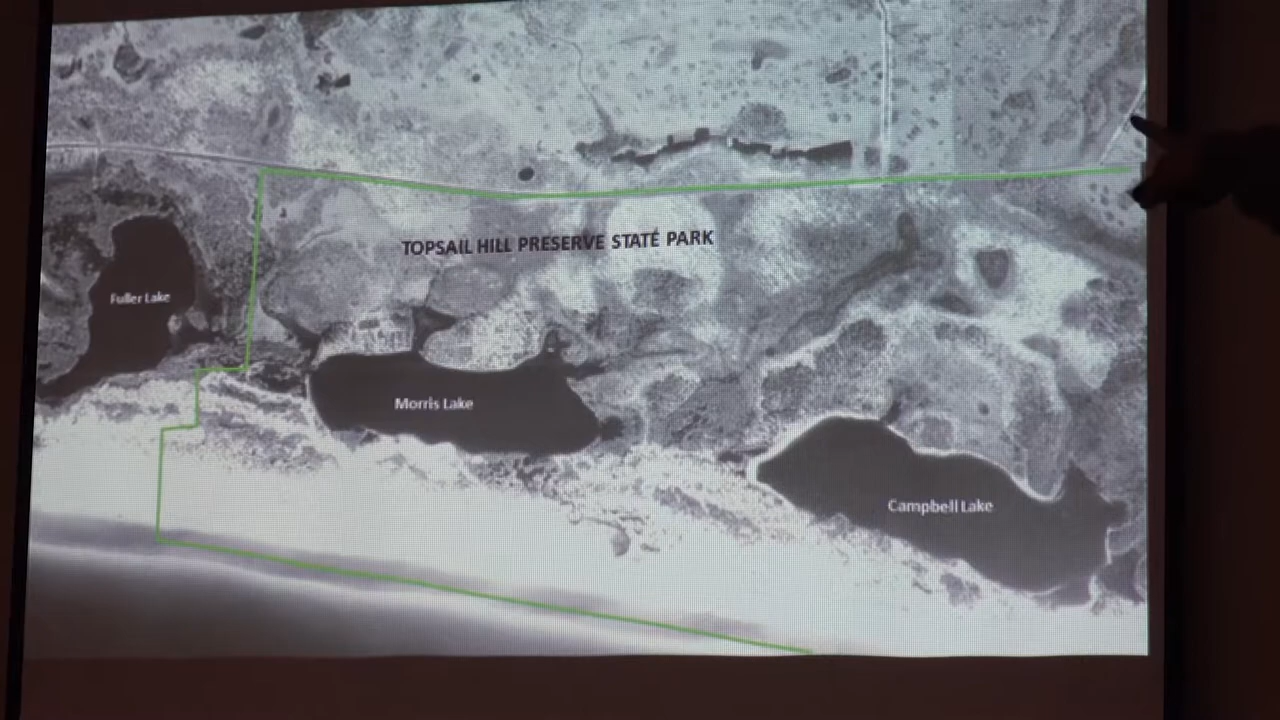 TOPSAIL HILL PRESERVE STATE PARK
Fuller Lake
Morris Lake
Campbell Lake